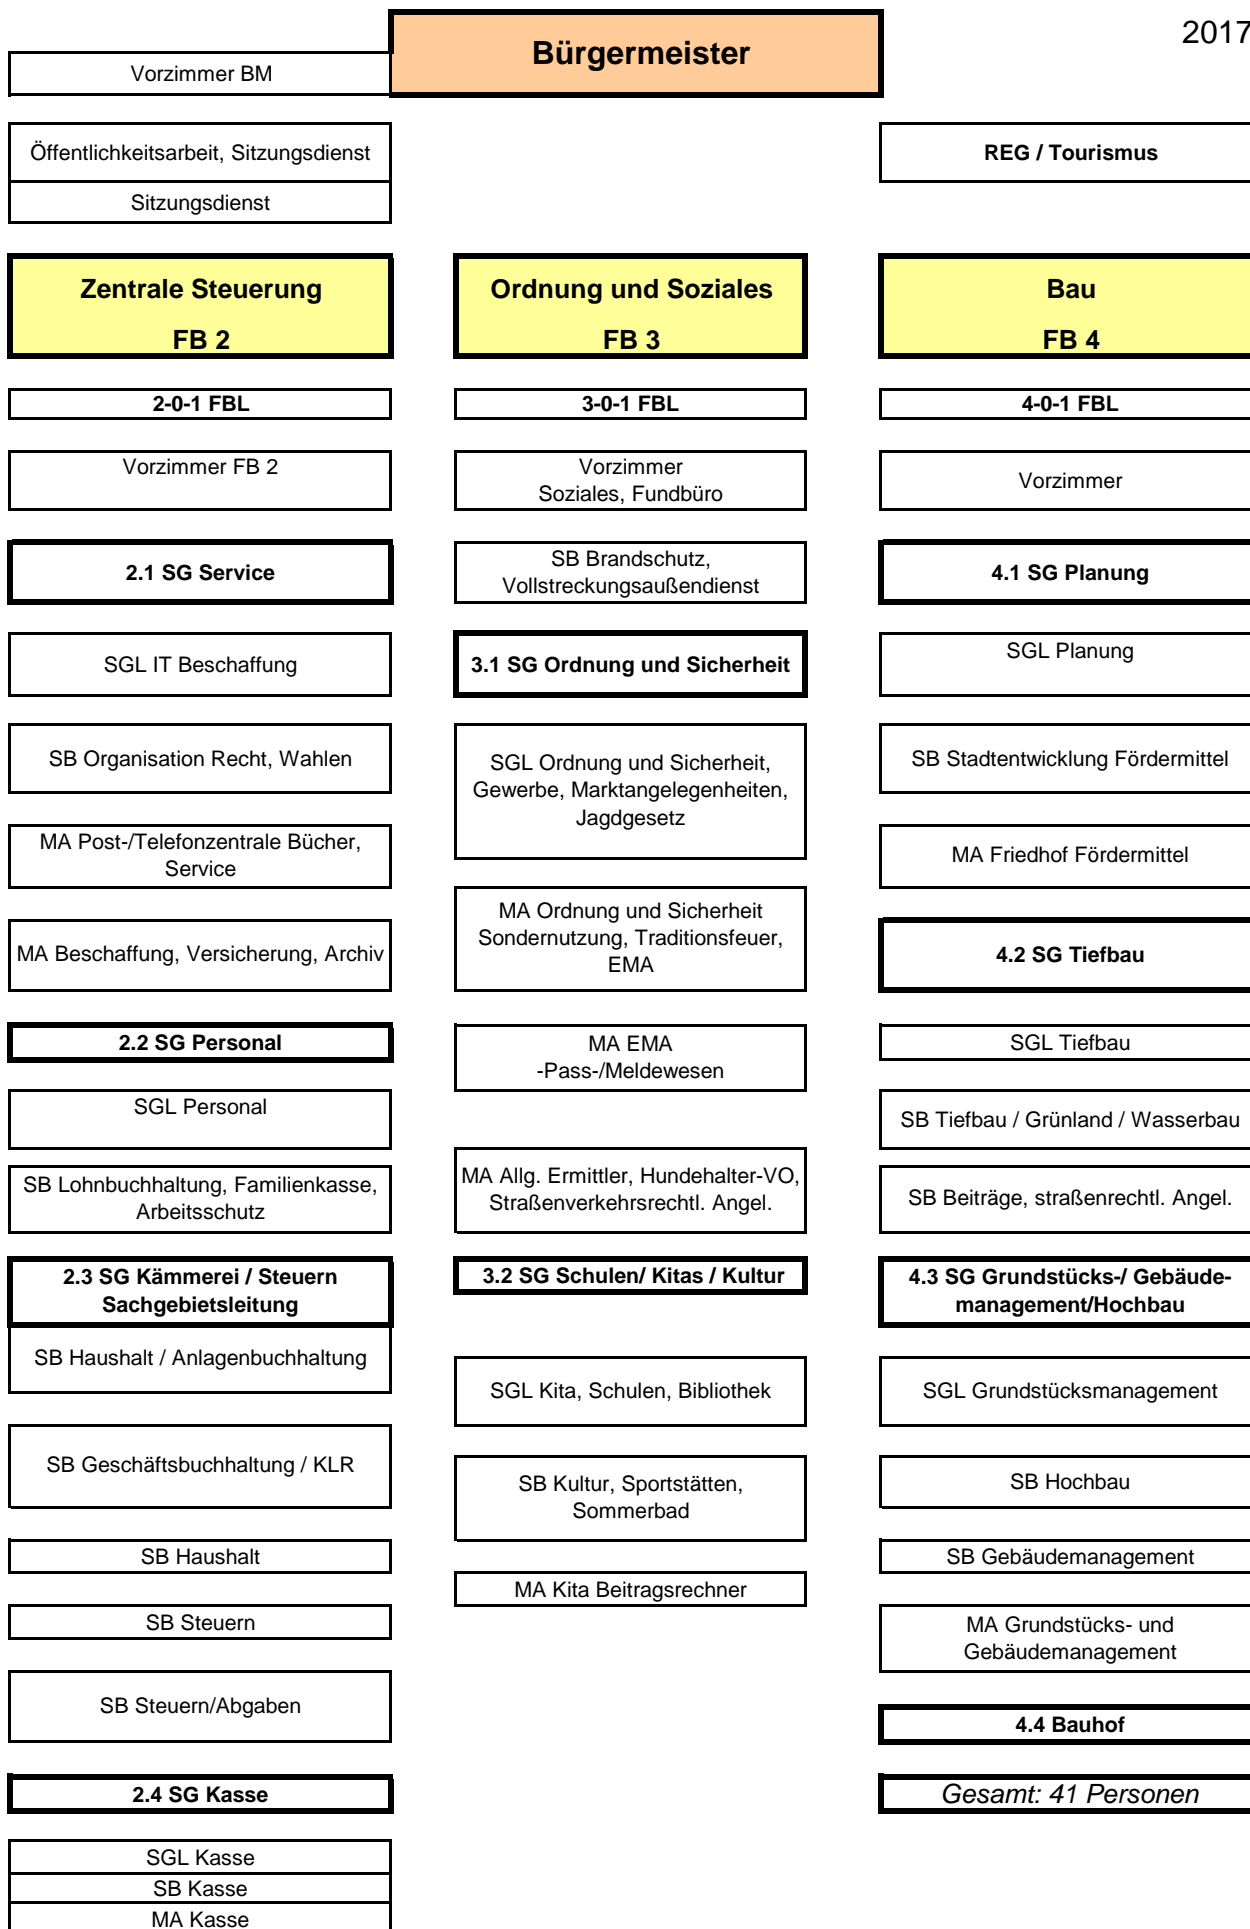 2017
Bürgermeister
Vorzimmer BM
Öffentlichkeitsarbeit, Sitzungsdienst
Sitzungsdienst
REG / Tourismus
Zentrale Steuerung
FB 2
2-0-1 FBL
Vorzimmer FB 2
2.1 SG Service
SGL IT Beschaffung
SB Organisation Recht, Wahlen
MA Post-/Telefonzentrale Bücher,
Service
MA Beschaffung, Versicherung, Archiv
2.2 SG Personal
SGL Personal
SB Lohnbuchhaltung, Familienkasse,
Arbeitsschutz
2.3 SG Kämmerei / Steuern
Sachgebietsleitung
SB Haushalt / Anlagenbuchhaltung
SB Geschäftsbuchhaltung / KLR
SB Haushalt
SB Steuern
SB Steuern/Abgaben
2.4 SG Kasse
SGL Kasse
SB Kasse
MA Kasse
Ordnung und Soziales
FB 3
3-0-1 FBL
Vorzimmer
Soziales, Fundbüro
SB Brandschutz,
Vollstreckungsaußendienst
3.1 SG Ordnung und Sicherheit
SGL Ordnung und Sicherheit,
Gewerbe, Marktangelegenheiten,
Jagdgesetz
MA Ordnung und Sicherheit
Sondernutzung, Traditionsfeuer,
EMA
MA EMA
-Pass-/Meldewesen
MA Allg. Ermittler, Hundehalter-VO,
Straßenverkehrsrechtl. Angel.
3.2 SG Schulen/ Kitas / Kultur
SGL Kita, Schulen, Bibliothek
SB Kultur, Sportstätten,
Sommerbad
MA Kita Beitragsrechner
Bau
FB 4
4-0-1 FBL
Vorzimmer
4.1 SG Planung
SGL Planung
SB Stadtentwicklung Fördermittel
MA Friedhof Fördermittel
4.2 SG Tiefbau
SGL Tiefbau
SB Tiefbau / Grünland / Wasserbau
SB Beiträge, straßenrechtl. Angel.
4.3 SG Grundstücks-/ Gebäude-
management/Hochbau
SGL Grundstücksmanagement
SB Hochbau
SB Gebäudemanagement
MA Grundstücks- und
Gebäudemanagement
4.4 Bauhof
Gesamt: 41 Personen